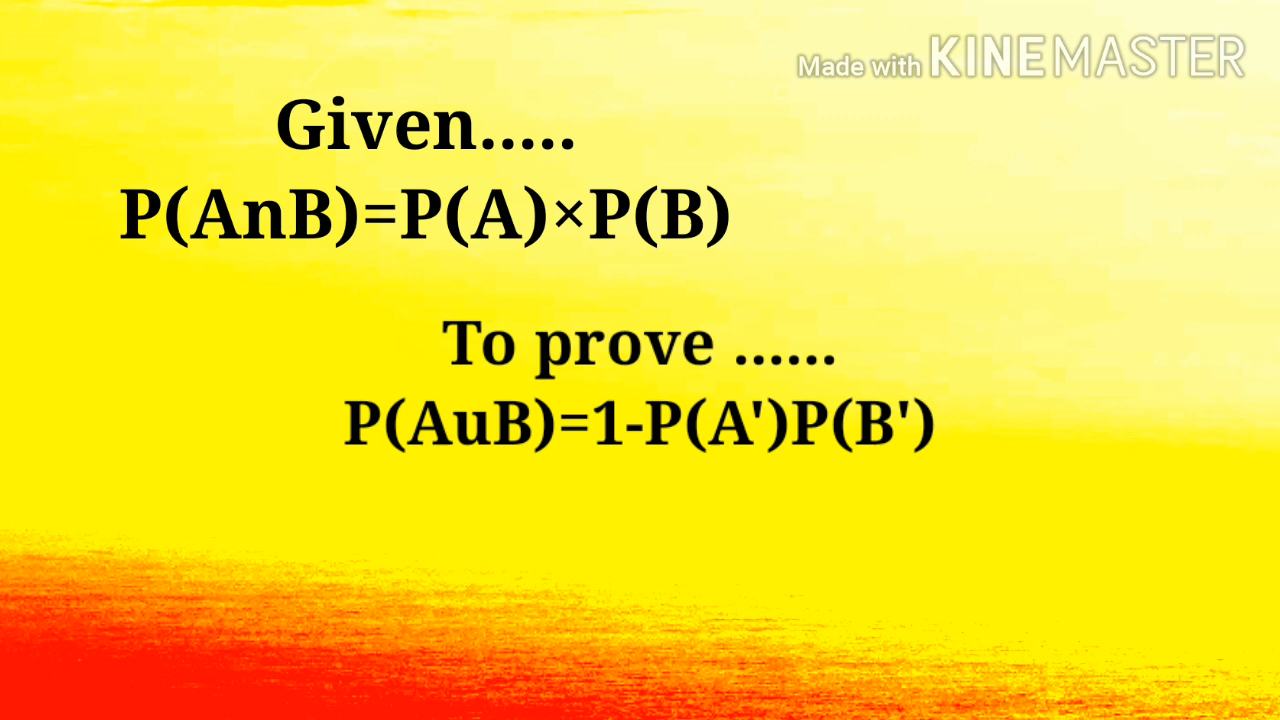 Made with KINEMASTER
Given.....
P(AnB)=P(A)×P(B)
To prove ......
P(AuB)=1-P(A')P(B')